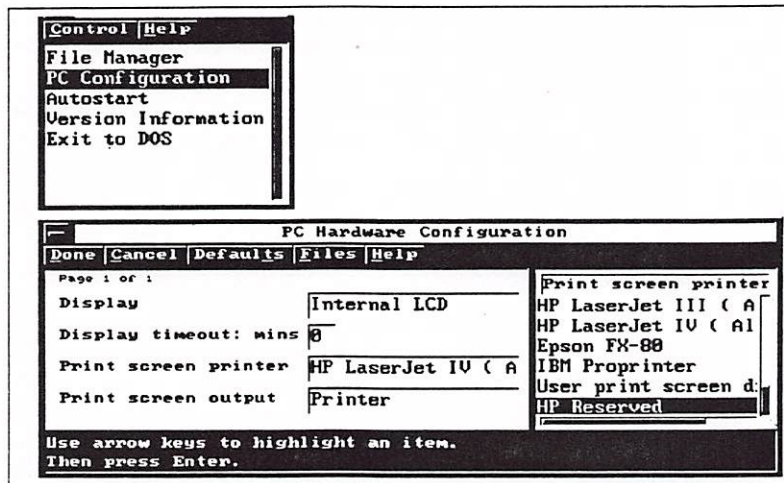 Control Help
File Manager
PC Configuration
Autostart
Version Information
Exit to DOS
PC Hardware Configuration
Done Cancel Defaults Files Help
Page 1 of 1
Display Internal LCD
Display timeout: mins 0
Print screen printer HP LaserJet IV ( A
Print screen output Printer
Print screen printer
HP LaserJet III ( A
HP LaserJet IV ( Al
Epson FX-80
IBM Proprinter
User print screen d
HP Reserved
Use arrow keys to highlight an item.
Then press Enter.